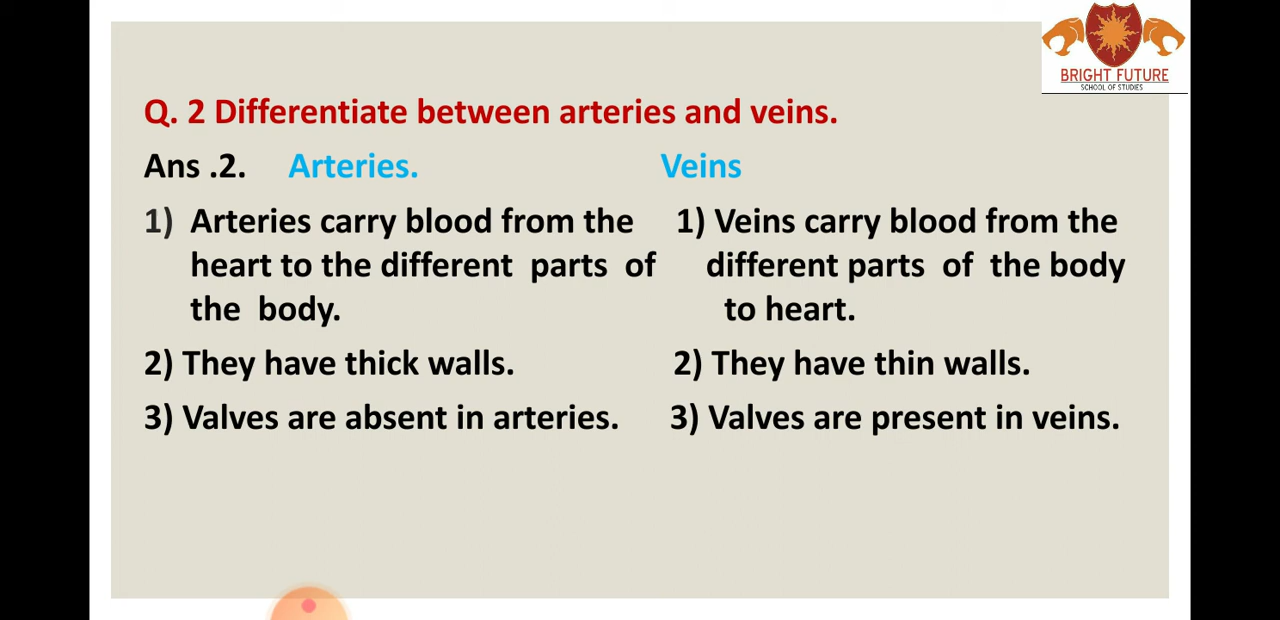 BRIGHT FUTURE
SCHOOL OF STUDIES
Q. 2 Differentiate between arteries and veins.
Ans .2. Arteries. Veins
1) Arteries carry blood from the 1) Veins carry blood from the
heart to the different parts of different parts of the body
the body. to heart.
2) They have thick walls. 2) They have thin walls.
3) Valves are absent in arteries. 3) Valves are present in veins.